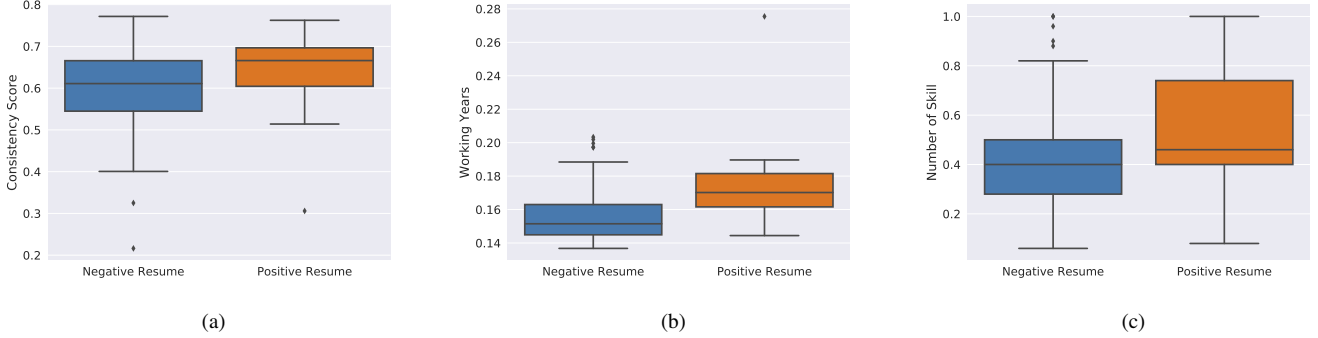 Consistency Score
0.8
0.7
0.6
0.5
0.4
0.3
0.2
Negative Resume
Positive Resume
(a)
Working Years
0.28
0.26
0.24
0.22
0.20
0.18
0.16
0.14
Negative Resume
Positive Resume
(b)
Number of Skill
1.0
0.8
0.6
0.4
0.2
Negative Resume
Positive Resume
(c)